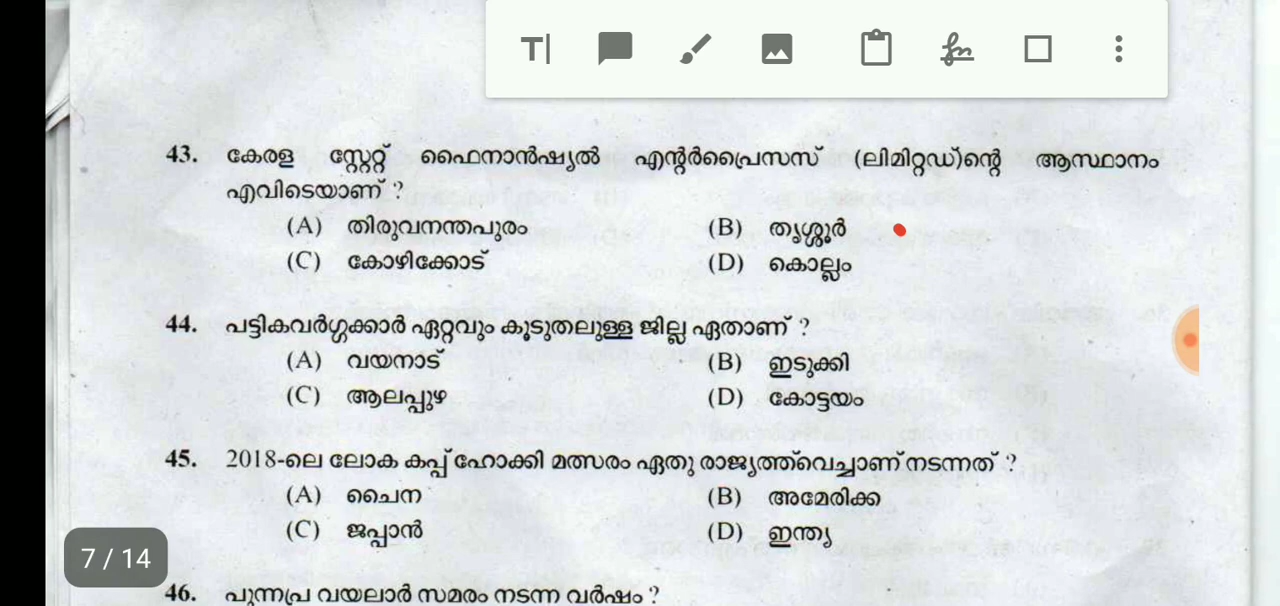 T|
43. കേരള സ്റ്റേറ്റ് ഫൈനാൻഷ്യൽ എന്റർപ്രൈസസ് (ലിമിറ്റഡ്)ന്റെ ആസ്ഥാനം
എവിടെയാണ് ?
(A) തിരുവനന്തപുരം (B) തൃശ്ശൂർ
(C) കോഴിക്കോട് (D) കൊല്ലം
44. പട്ടികവർഗ്ഗക്കാർ ഏറ്റവും കൂടുതലുള്ള ജില്ല ഏതാണ് ?
(A) വയനാട് (B) ഇടുക്കി
(C) ആലപ്പുഴ (D) കോട്ടയം
45. 2018-ലെ ലോക കപ്പ് ഹോക്കി മത്സരം ഏതു രാജ്യത്ത്വെച്ചാണ് നടന്നത് ?
(A) ചൈന (B) അമേരിക്ക
(C) ജപ്പാൻ (D) ഇന്ത്യ
7 / 14
46. പുന്നപ്ര വയലാർ സമരം നടന്ന വർഷം ?